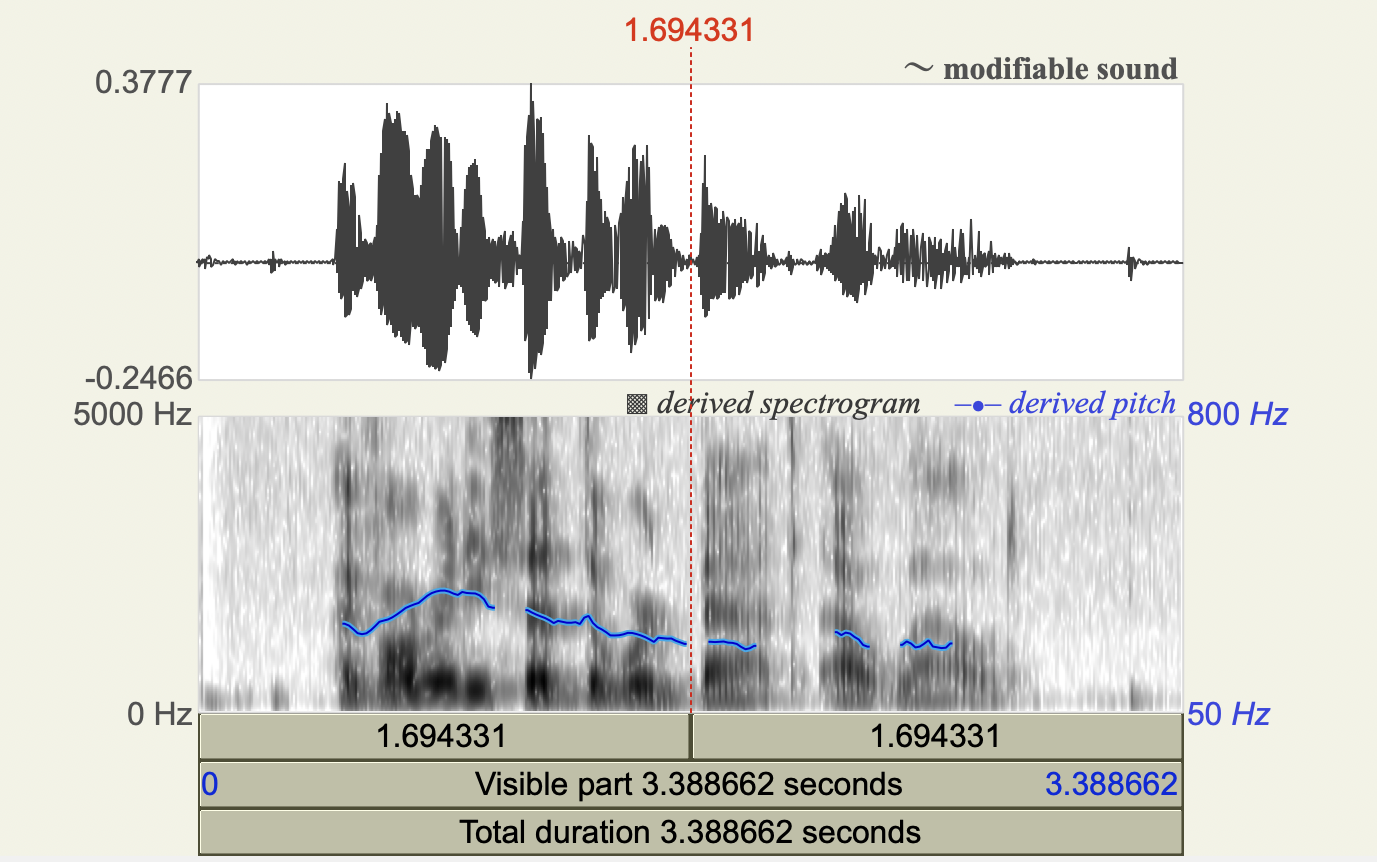 1.694331
0.3777
~ modifiable sound
-0.2466
derived spectrogram
derived pitch
5000 Hz
800 Hz
0 Hz
50 Hz
1.694331
1.694331
0
Visible part 3.388662 seconds
3.388662
Total duration 3.388662 seconds